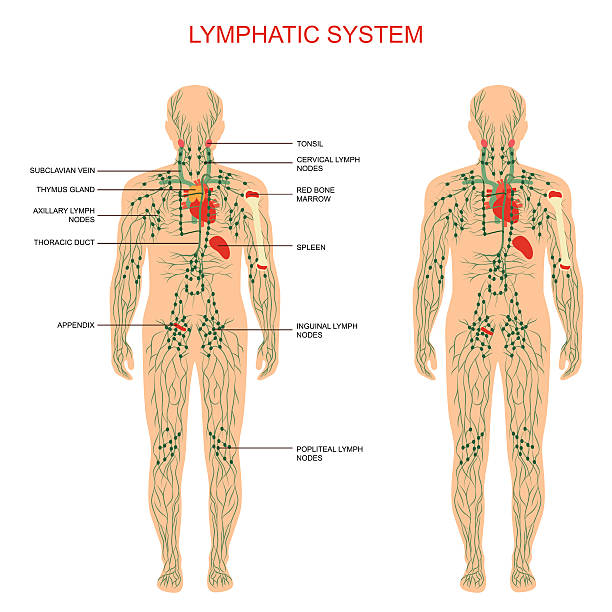 LYMPHATIC SYSTEM
SUBCLAVIAN VEIN
THYMUS GLAND
AXILLARY LYMPH
NODES
THORACIC DUCT
APPENDIX
TONSIL
CERVICAL LYMPH
NODES
RED BONE
MARROW
SPLEEN
INGUINAL LYMPH
NODES
POPLITEAL LYMPH
NODES